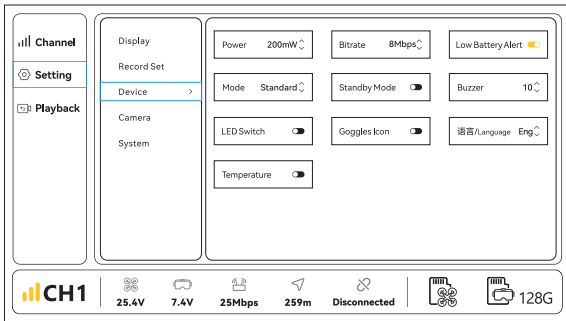 Channel
Setting
Playback
Display
Record Set
Device >
Camera
System
Power 200mW
Bitrate 8Mbps
Low Battery Alert
Mode Standard
Standby Mode
Buzzer 10
LED Switch
Goggles Icon
语言/Language Eng
Temperature
CH1
25.4V
7.4V
25Mbps
259m
Disconnected
128G